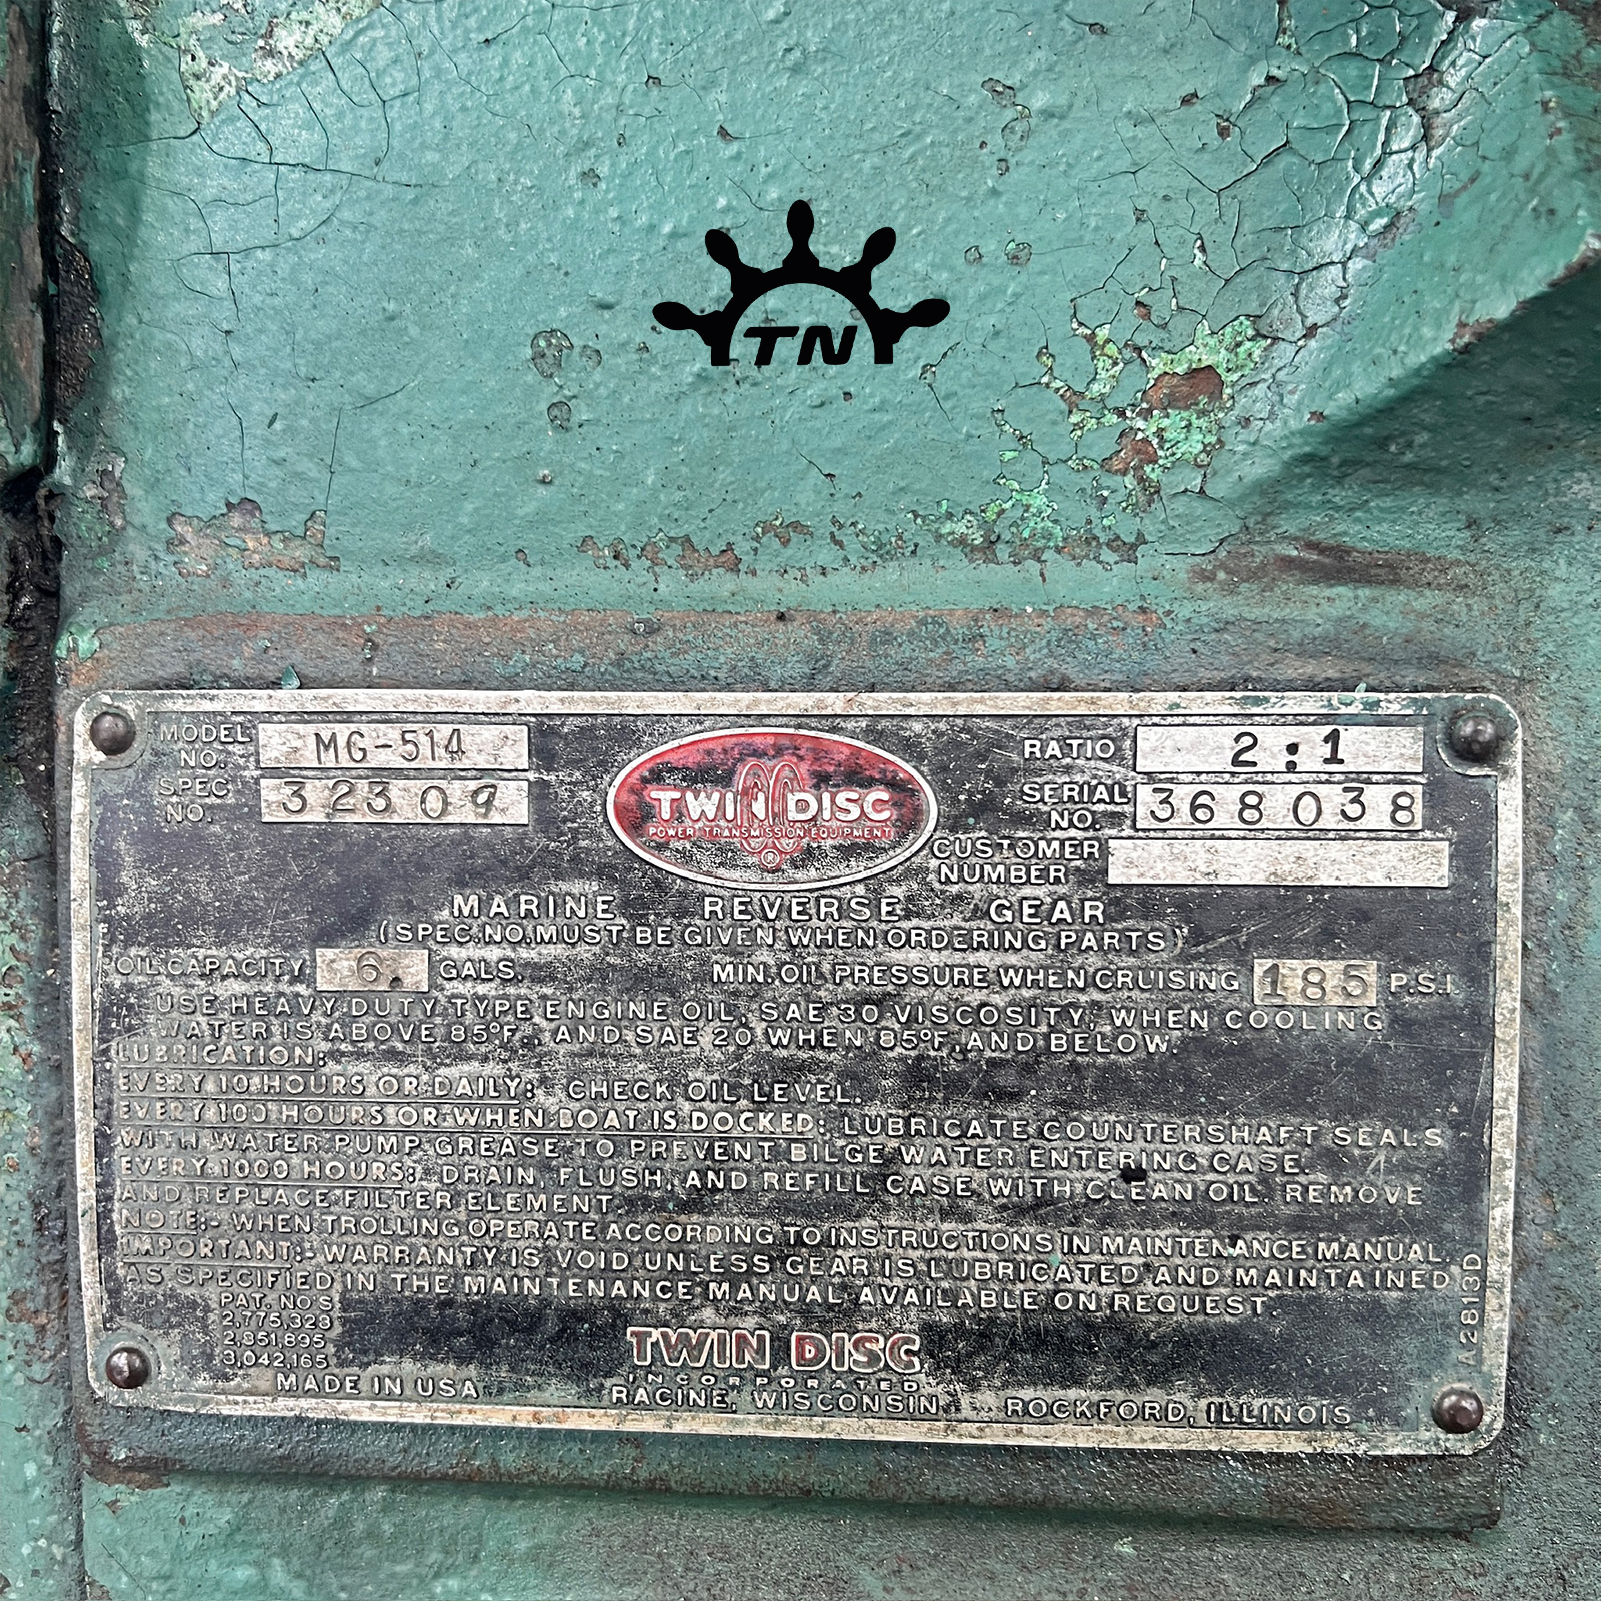 TN
MODEL NO. MG-514
SPEC NO. 32309
TWIN DISC
POWER TRANSMISSION EQUIPMENT
®
RATIO 2:1
SERIAL NO. 368038
CUSTOMER NUMBER
MARINE REVERSE GEAR
(SPEC. NO. MUST BE GIVEN WHEN ORDERING PARTS)
OIL CAPACITY 6. GALS. MIN. OIL PRESSURE WHEN CRUISING 185 P.S.I.
USE HEAVY DUTY TYPE ENGINE OIL, SAE 30 VISCOSITY, WHEN COOLING
WATER IS ABOVE 85°F., AND SAE 20 WHEN 85°F, AND BELOW.
LUBRICATION:
EVERY 10 HOURS OR DAILY: CHECK OIL LEVEL.
EVERY 100 HOURS OR WHEN BOAT IS DOCKED: LUBRICATE COUNTERSHAFT SEALS
WITH WATER PUMP GREASE TO PREVENT BILGE WATER ENTERING CASE.
EVERY 1000 HOURS: DRAIN, FLUSH, AND REFILL CASE WITH CLEAN OIL. REMOVE
AND REPLACE FILTER ELEMENT.
NOTE:- WHEN TROLLING OPERATE ACCORDING TO INSTRUCTIONS IN MAINTENANCE MANUAL.
IMPORTANT:- WARRANTY IS VOID UNLESS GEAR IS LUBRICATED AND MAINTAINED
AS SPECIFIED IN THE MAINTENANCE MANUAL AVAILABLE ON REQUEST.
PAT. NO'S
2,775,328
2,851,895
3,042,165
MADE IN USA
TWIN DISC
INCORPORATED
RACINE, WISCONSIN ROCKFORD, ILLINOIS
A2813D